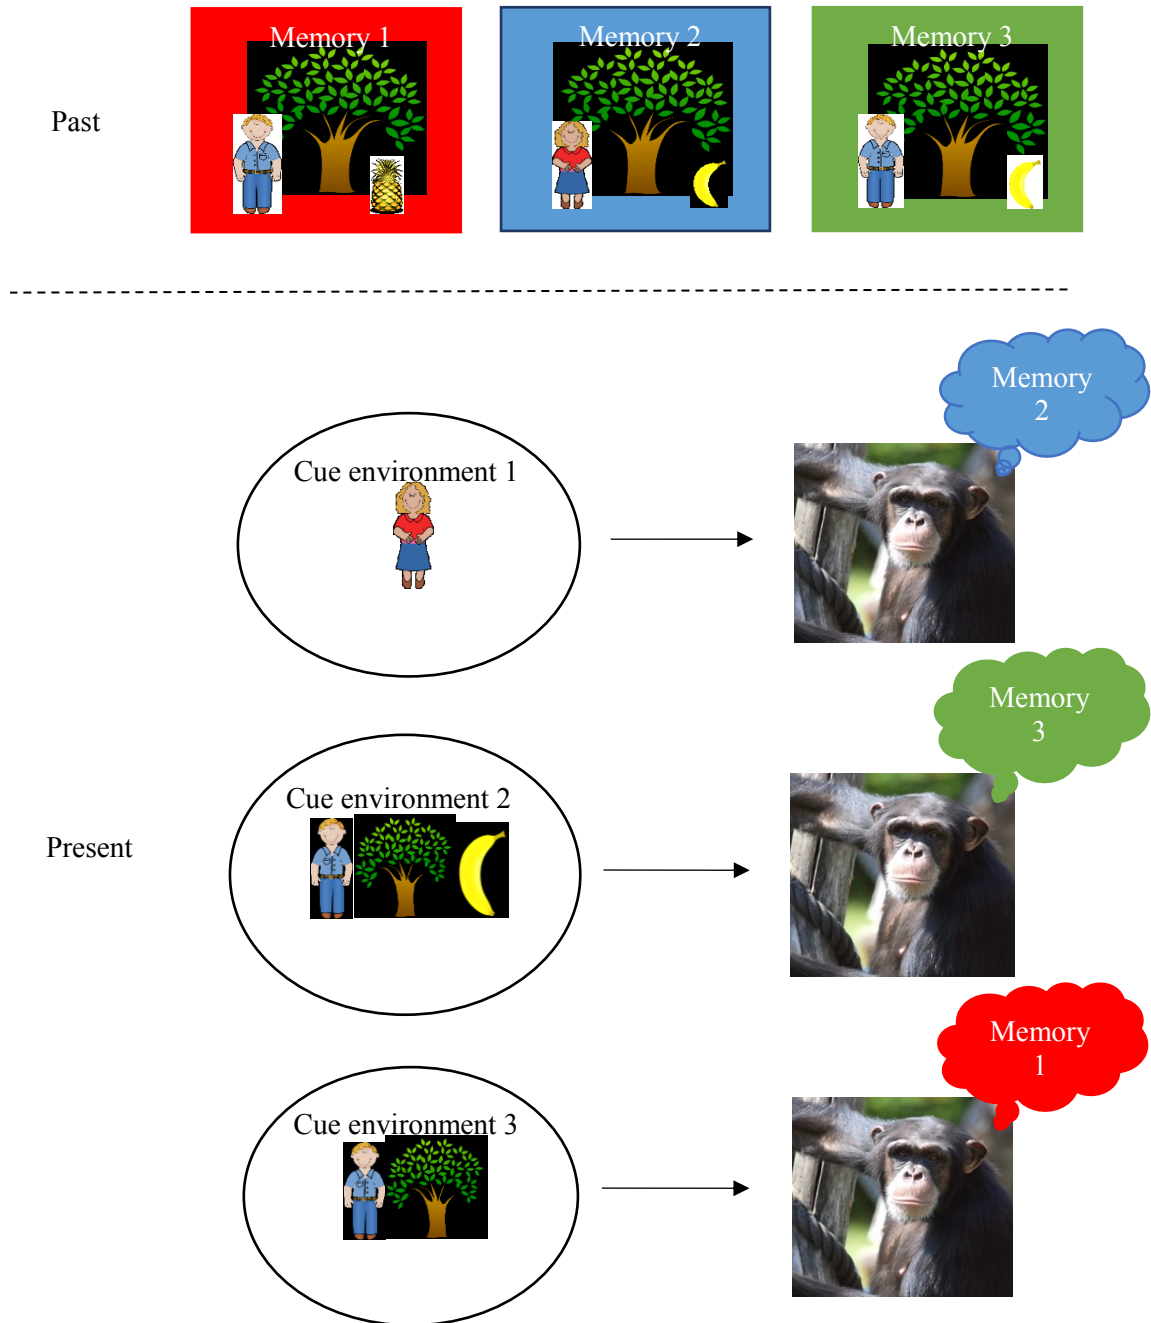 Memory 1
Memory 2
Memory 3
Past
Memory
2
Cue environment 1
Memory
3
Cue environment 2
Present
Memory
1
Cue environment 3